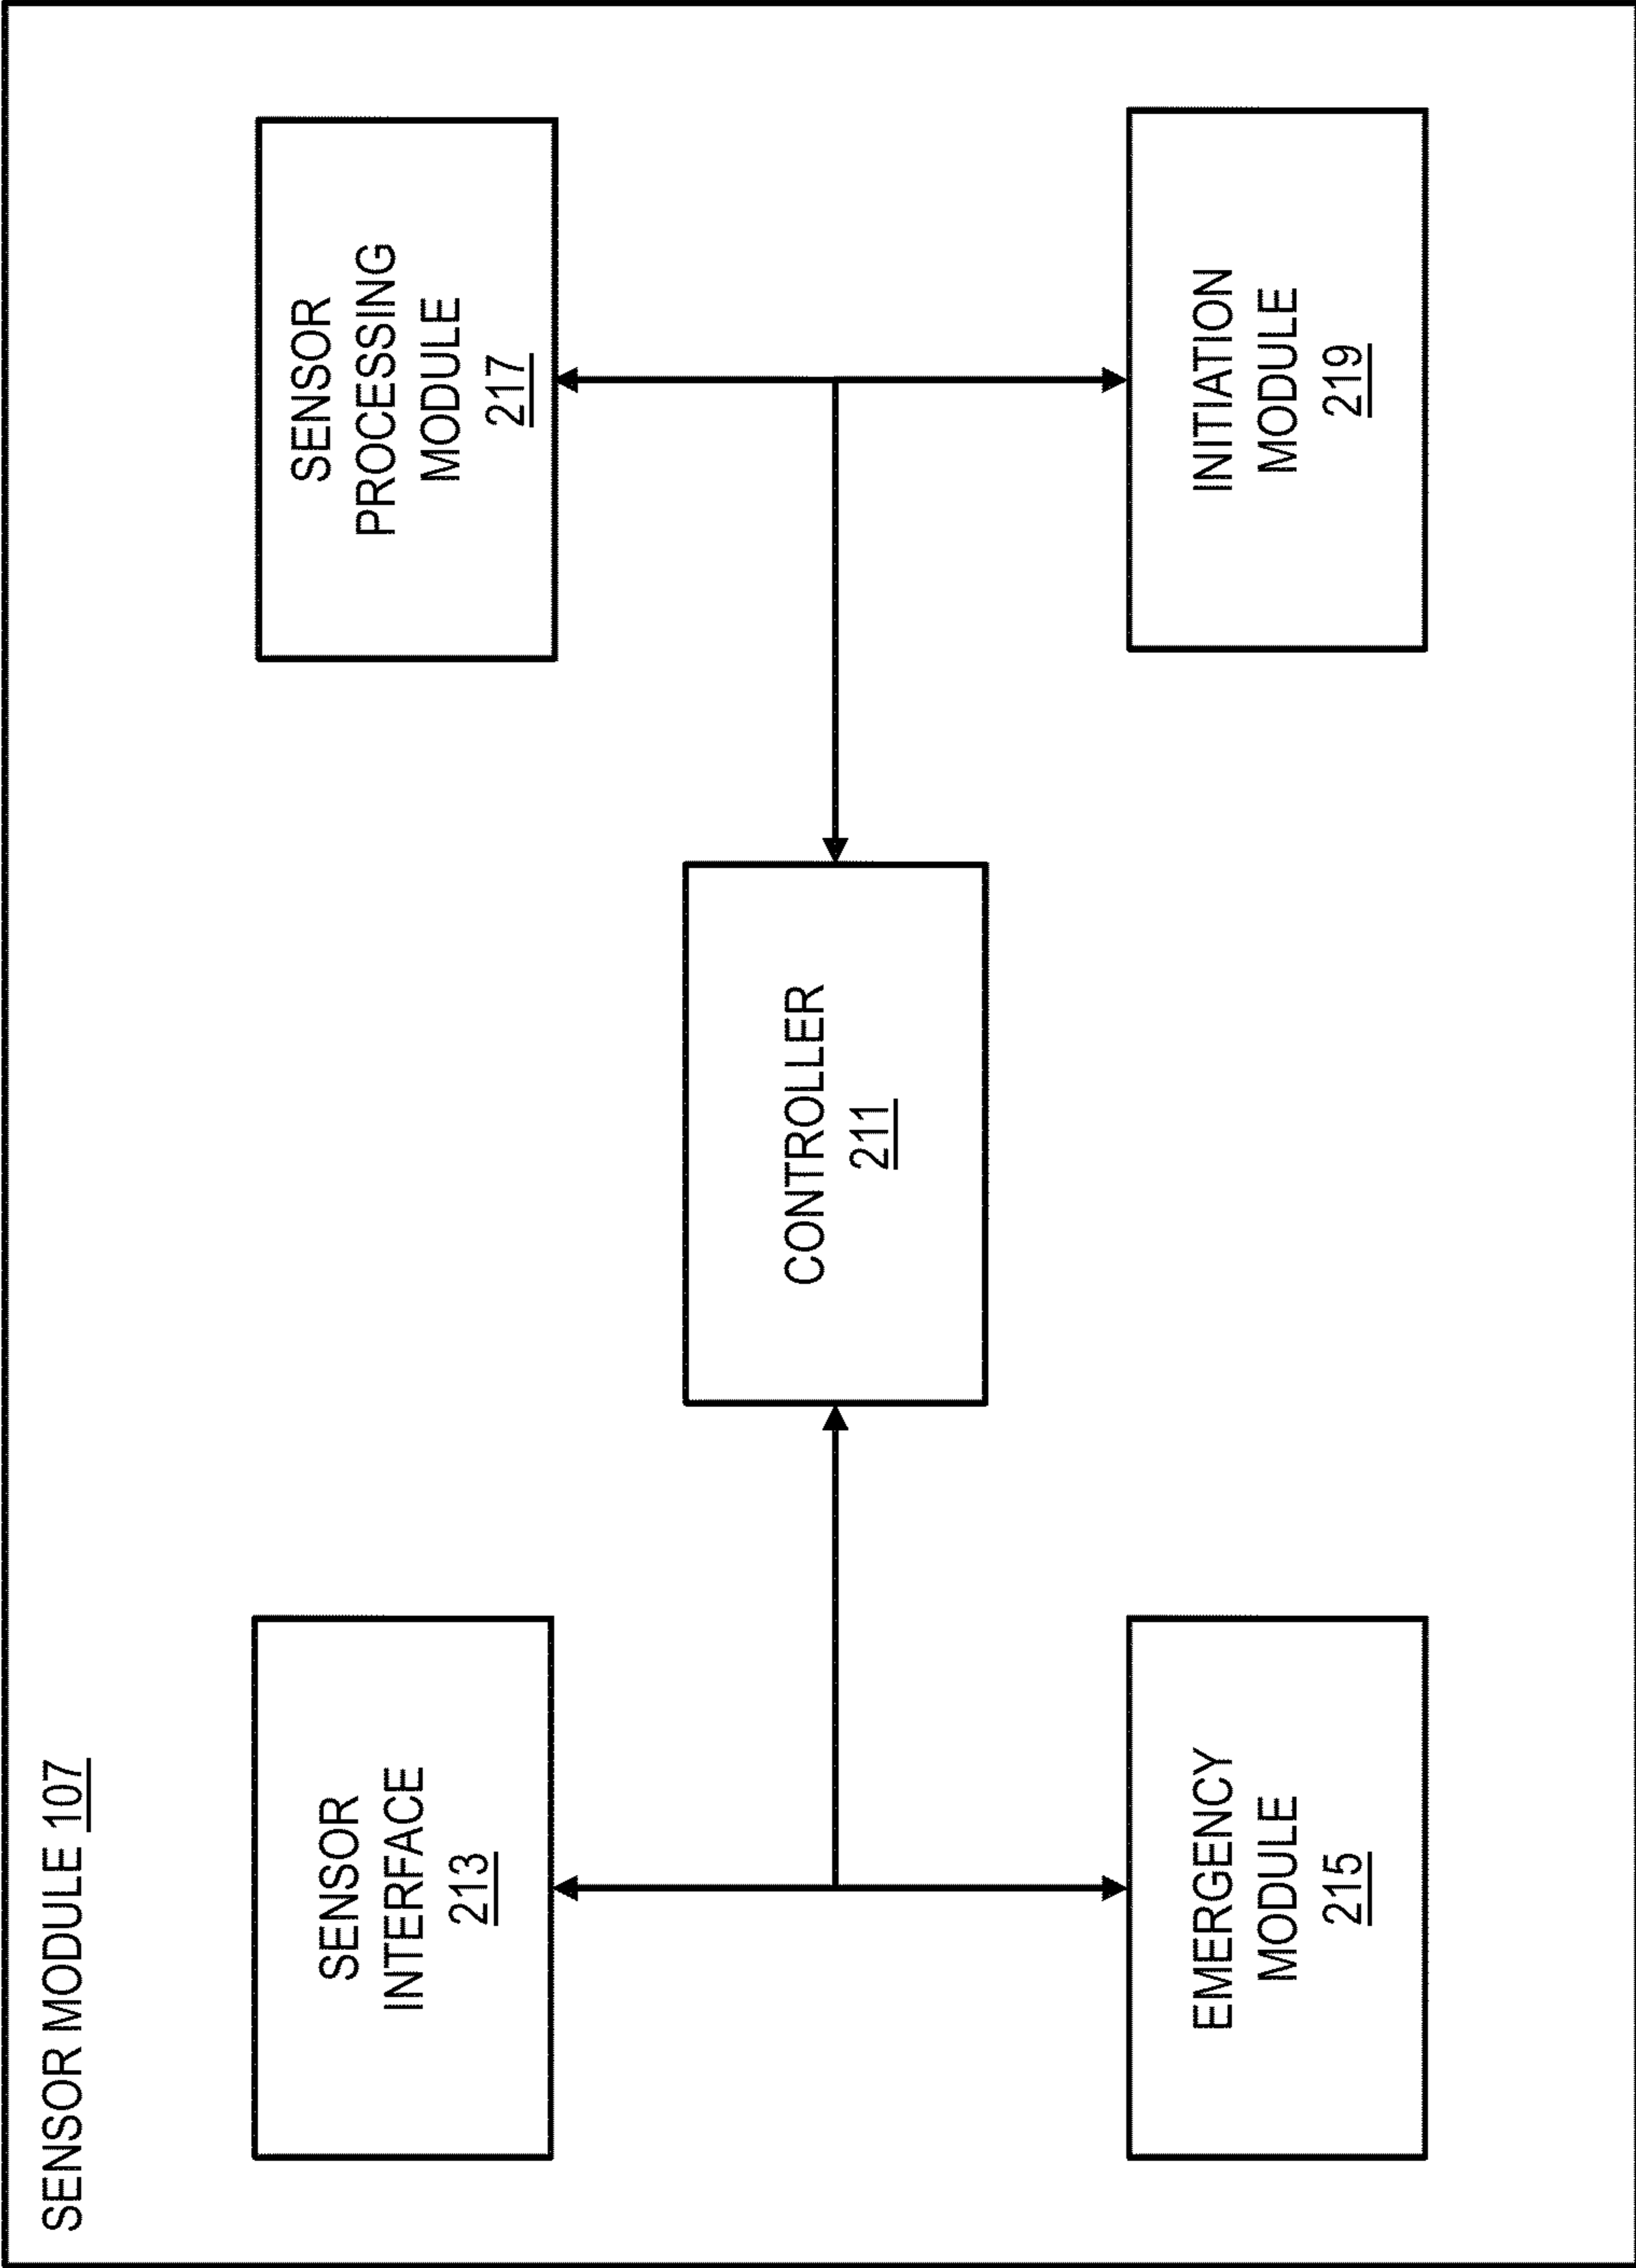 SENSOR MODULE 107
SENSOR
INTERFACE
213
SENSOR
PROCESSING
MODULE
217
CONTROLLER
211
EMERGENCY
MODULE
215
INITIATION
MODULE
219